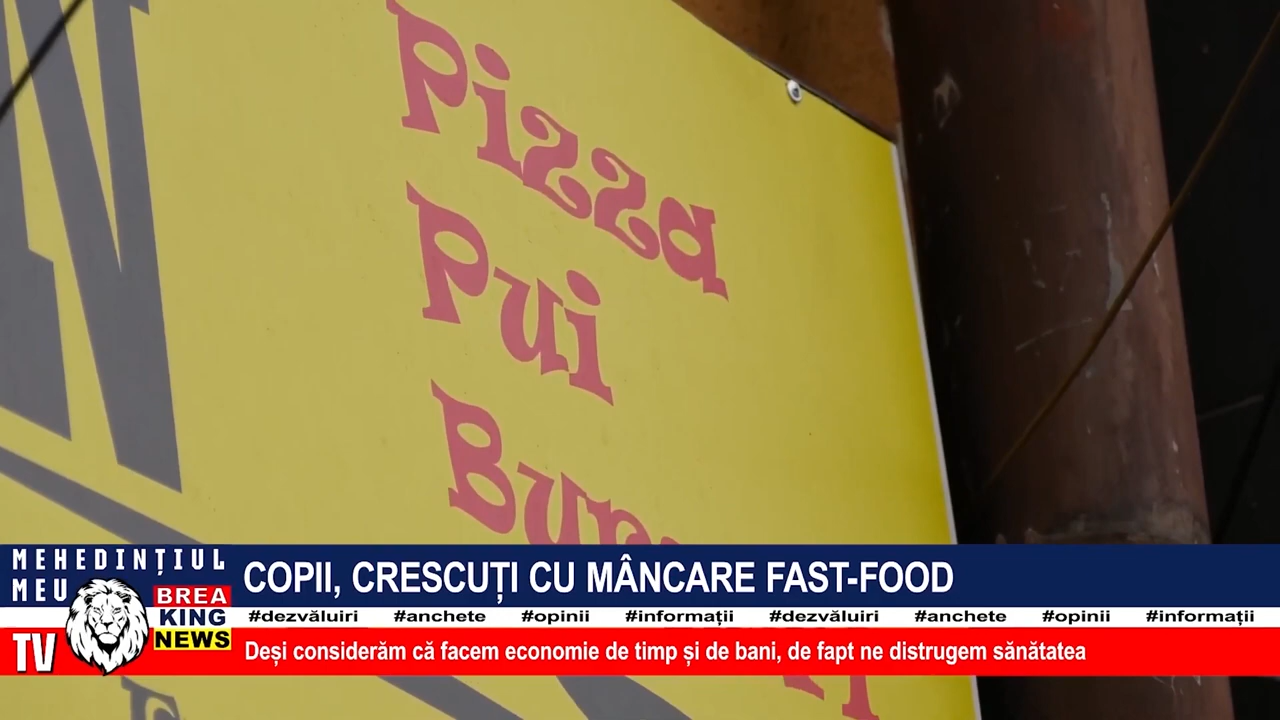 Pizza
Pui
MEHEDINȚIUL
MEU
TV
BREA
KING
NEWS
COPII, CRESCUȚI CU MÂNCARE FAST-FOOD
#dezvăluiri #anchete #opinii #informații #dezvăluiri #anchete #opinii #informații
Deși considerăm că facem economie de timp și de bani, de fapt ne distrugem sănătatea